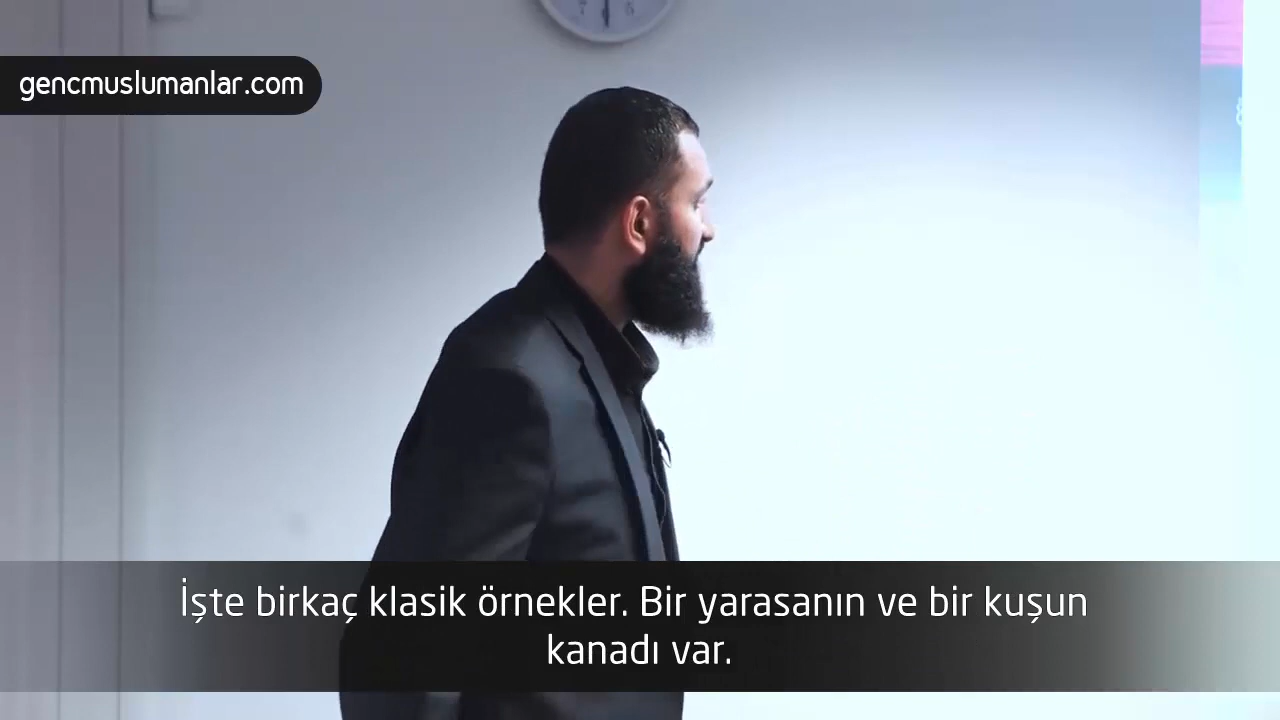 gencmuslumanlar.com
İşte birkaç klasik örnekler. Bir yarasanın ve bir kuşun
kanadı var.